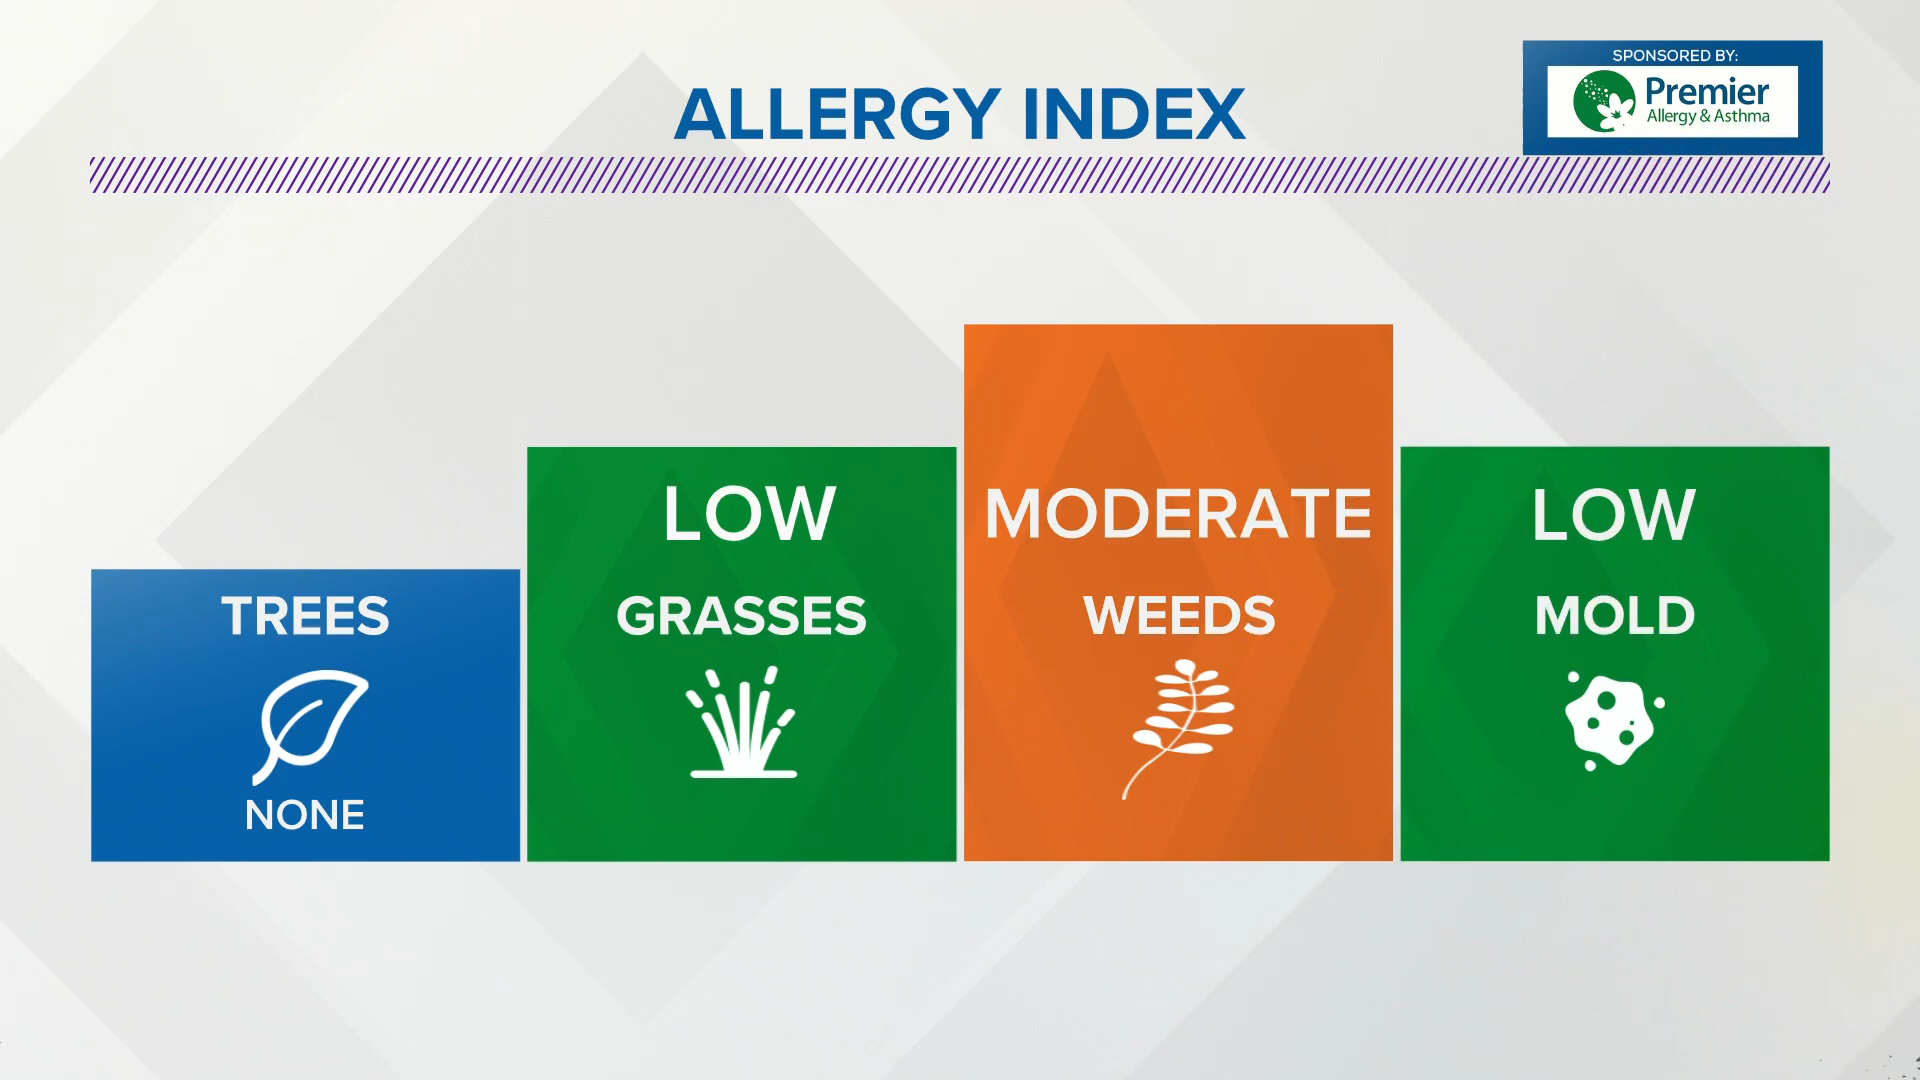 ALLERGY INDEX
SPONSORED BY:
Premier
Allergy & Asthma
TREES
NONE
LOW
GRASSES
MODERATE
WEEDS
LOW
MOLD